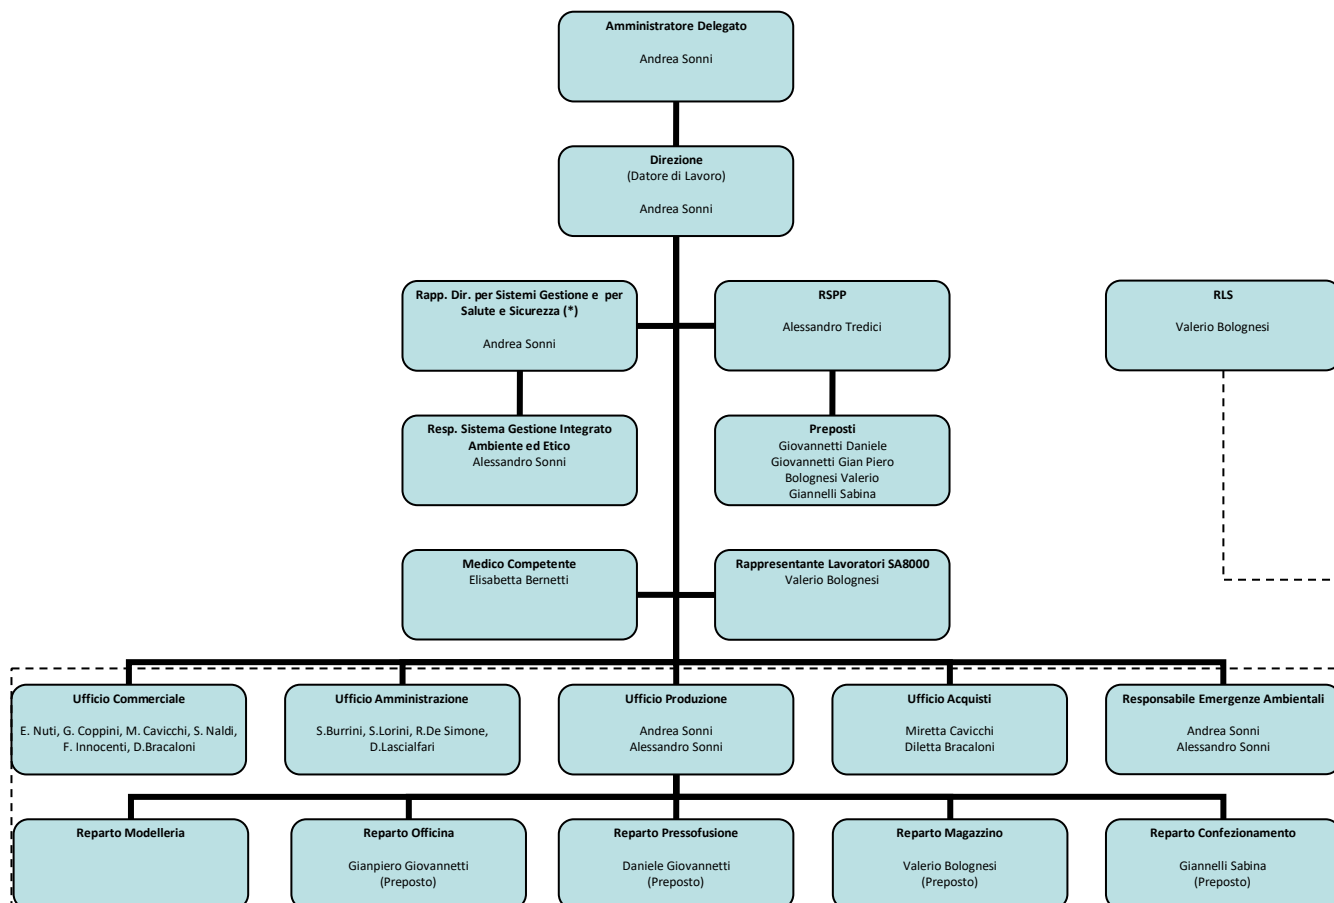 Amministratore Delegato
Andrea Sonni
Direzione
(Datore di Lavoro)
Andrea Sonni
Rapp. Dir. per Sistemi Gestione e per
Salute e Sicurezza (*)
Andrea Sonni
RSPP
Alessandro Tredici
RLS
Valerio Bolognesi
Resp. Sistema Gestione Integrato
Ambiente ed Etico
Alessandro Sonni
Preposti
Giovannetti Daniele
Giovannetti Gian Piero
Bolognesi Valerio
Giannelli Sabina
Medico Competente
Elisabetta Bernetti
Rappresentante Lavoratori SA8000
Valerio Bolognesi
Ufficio Commerciale
E. Nuti, G. Coppini, M. Cavicchi, S. Naldi,
F. Innocenti, D.Bracaloni
Ufficio Amministrazione
S.Burrini, S.Lorini, R.De Simone,
D.Lascialfari
Ufficio Produzione
Andrea Sonni
Alessandro Sonni
Ufficio Acquisti
Miretta Cavicchi
Diletta Bracaloni
Responsabile Emergenze Ambientali
Andrea Sonni
Alessandro Sonni
Reparto Modelleria
Reparto Officina
Gianpiero Giovannetti
(Preposto)
Reparto Pressofusione
Daniele Giovannetti
(Preposto)
Reparto Magazzino
Valerio Bolognesi
(Preposto)
Reparto Confezionamento
Giannelli Sabina
(Preposto)